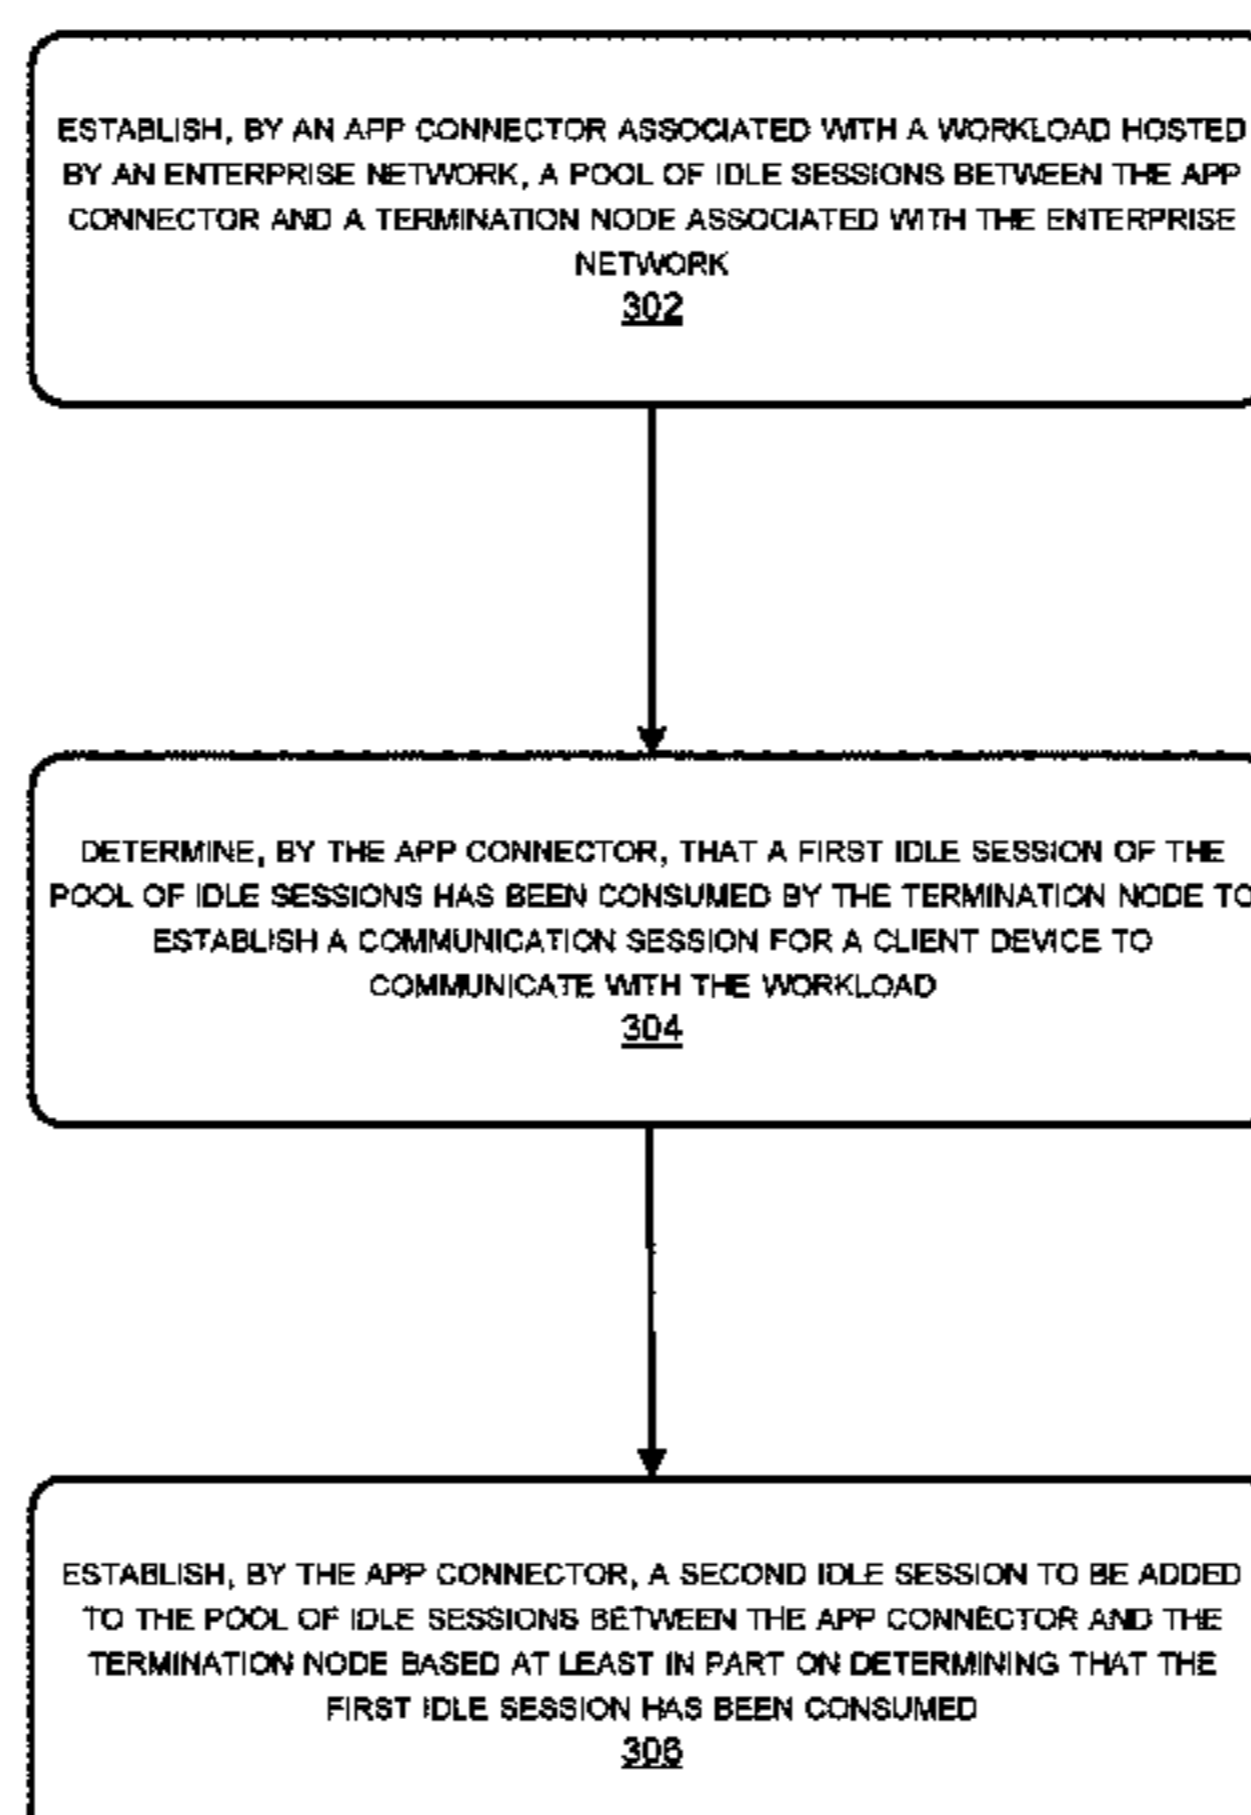 ESTABLISH, BY AN APP CONNECTOR ASSOCIATED WITH A WORKLOAD HOSTED
BY AN ENTERPRISE NETWORK, A POOL OF IDLE SESSIONS BETWEEN THE APP
CONNECTOR AND A TERMINATION NODE ASSOCIATED WITH THE ENTERPRISE
NETWORK
302
DETERMINE, BY THE APP CONNECTOR, THAT A FIRST IDLE SESSION OF THE
POOL OF IDLE SESSIONS HAS BEEN CONSUMED BY THE TERMINATION NODE TO
ESTABLISH A COMMUNICATION SESSION FOR A CLIENT DEVICE TO
COMMUNICATE WITH THE WORKLOAD
304
ESTABLISH, BY THE APP CONNECTOR, A SECOND IDLE SESSION TO BE ADDED
TO THE POOL OF IDLE SESSIONS BETWEEN THE APP CONNECTOR AND THE
TERMINATION NODE BASED AT LEAST IN PART ON DETERMINING THAT THE
FIRST IDLE SESSION HAS BEEN CONSUMED
306